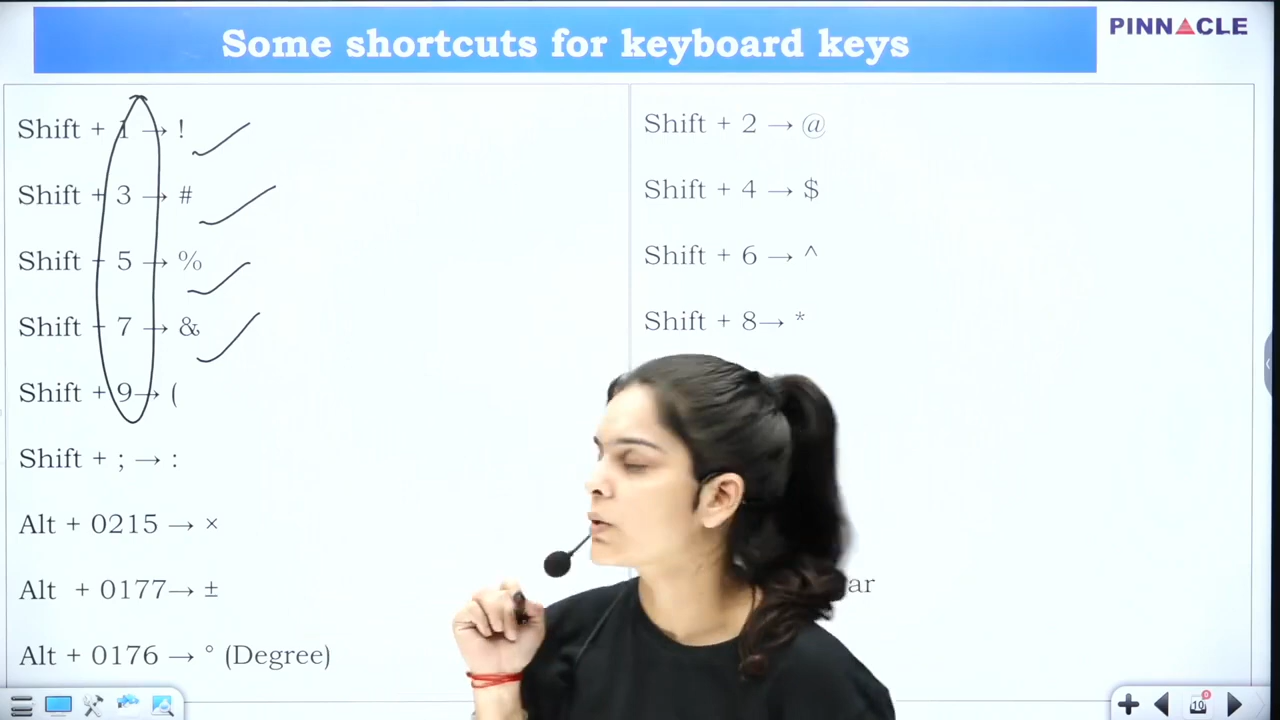 Some shortcuts for keyboard keys
PINNACLE
Shift + 1 → !
Shift + 3 → #
Shift + 5 → %
Shift + 7 → &
Shift + 9 → (
Shift + ; → :
Alt + 0215 → ×
Alt + 0177→ ±
Alt + 0176 → ° (Degree)
Shift + 2 → @
Shift + 4 → $
Shift + 6 → ^
Shift + 8→ *
10